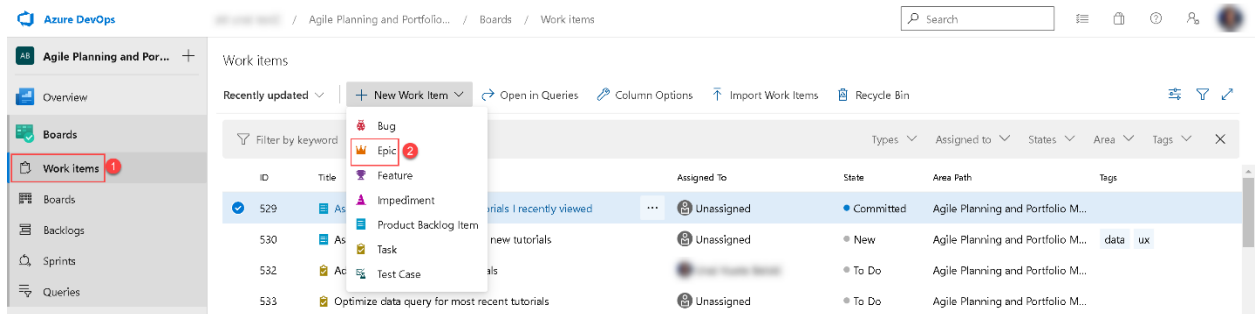 Azure DevOps / Agile Planning and Portfolio... / Boards / Work items Search
AB Agile Planning and Por...
Work items
Recently updated New Work Item Open in Queries Column Options Import Work Items Recycle Bin
Overview
Boards
Work items 1
Boards
Backlogs
Sprints
Queries
Bug
Epic 2
Feature
Impediment
Product Backlog Item
Task
Test Case
Filter by keyword Types Assigned to States Area Tags
ID Title Assigned To State Area Path Tags
529 As rials I recently viewed ... Unassigned Committed Agile Planning and Portfolio M...
530 As new tutorials Unassigned New Agile Planning and Portfolio M... data ux
532 Ad als To Do Agile Planning and Portfolio M...
533 Optimize data query for most recent tutorials Unassigned To Do Agile Planning and Portfolio M...